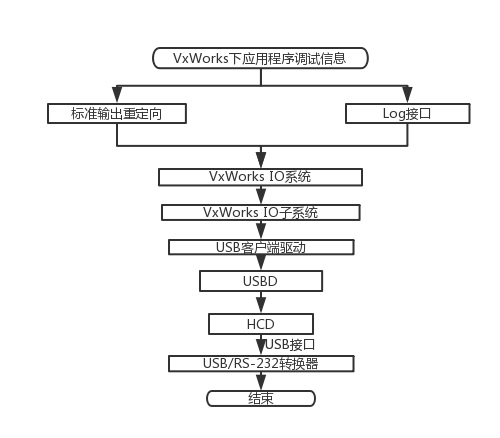 VxWorks下应用程序调试信息
标准输出重定向
Log接口
VxWorks IO系统
VxWorks IO子系统
USB客户端驱动
USBD
HCD
USB接口
USB/RS-232转换器
结束